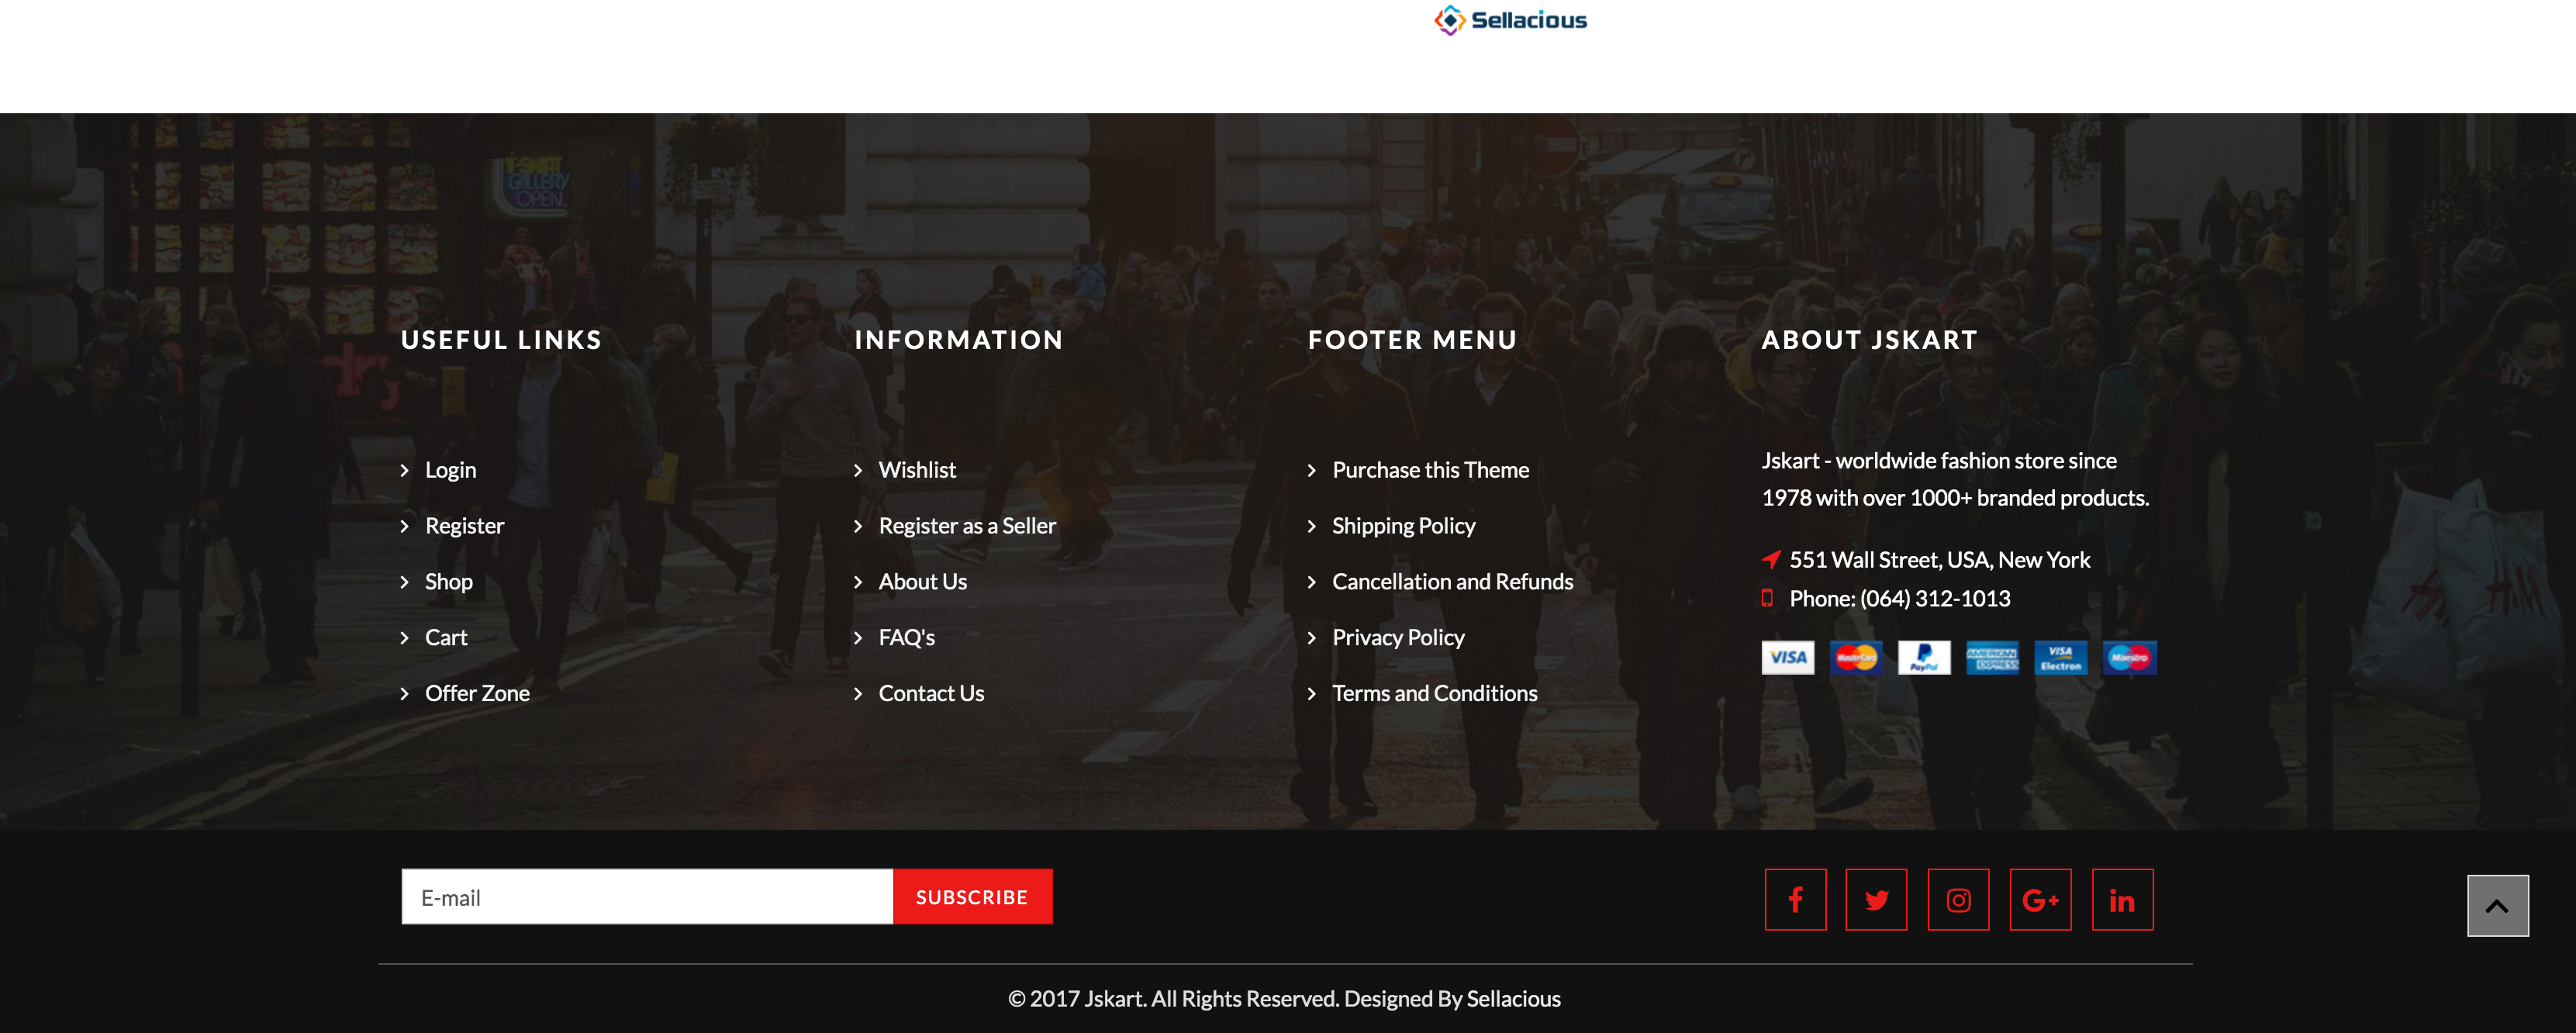 Sellacious
T-SHIRT
GALLERY
OPEN
USEFUL LINKS
Login
Register
Shop
Cart
Offer Zone
INFORMATION
Wishlist
Register as a Seller
About Us
FAQ's
Contact Us
FOOTER MENU
Purchase this Theme
Shipping Policy
Cancellation and Refunds
Privacy Policy
Terms and Conditions
ABOUT JSKART
Jskart - worldwide fashion store since
1978 with over 1000+ branded products.
551 Wall Street, USA, New York
Phone: (064) 312-1013
VISA MasterCard PayPal AMERICAN EXPRESS VISA Electron Maestro
H&M
E-mail SUBSCRIBE
© 2017 Jskart. All Rights Reserved. Designed By Sellacious